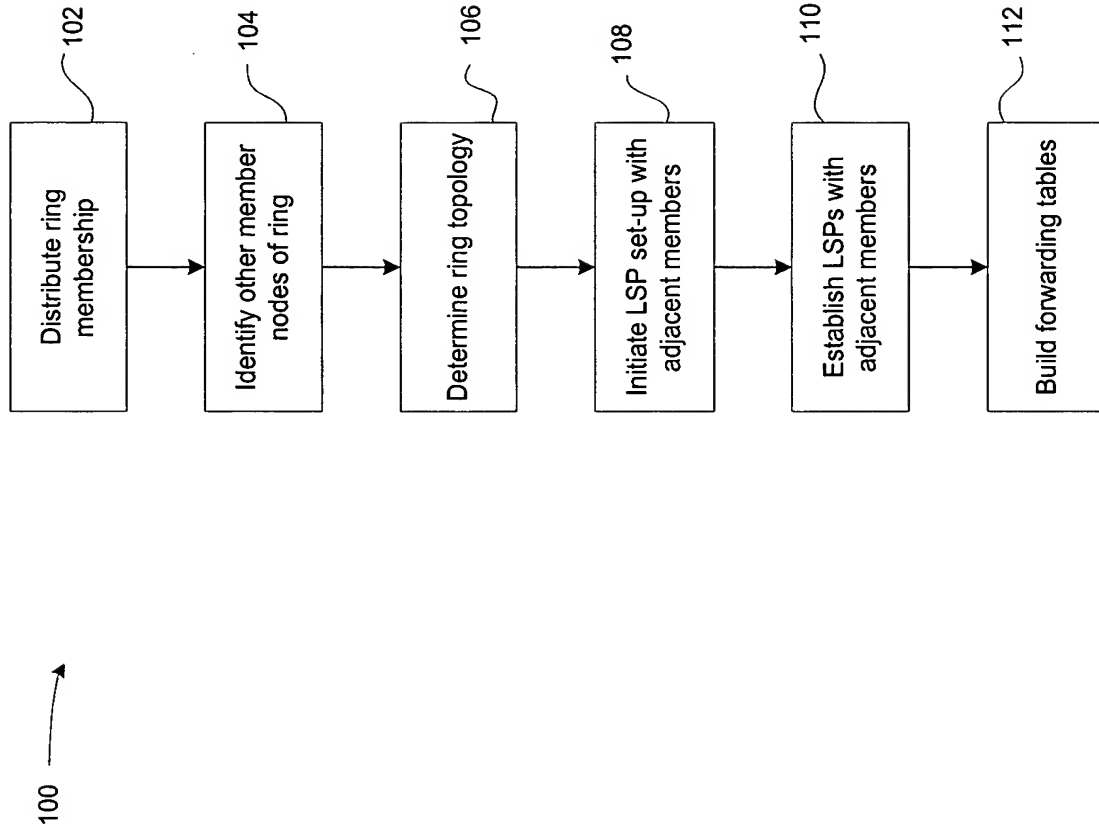 100
Distribute ring
membership
102
Identify other member
nodes of ring
104
Determine ring topology
106
Initiate LSP set-up with
adjacent members
108
Establish LSPs with
adjacent members
110
Build forwarding tables
112